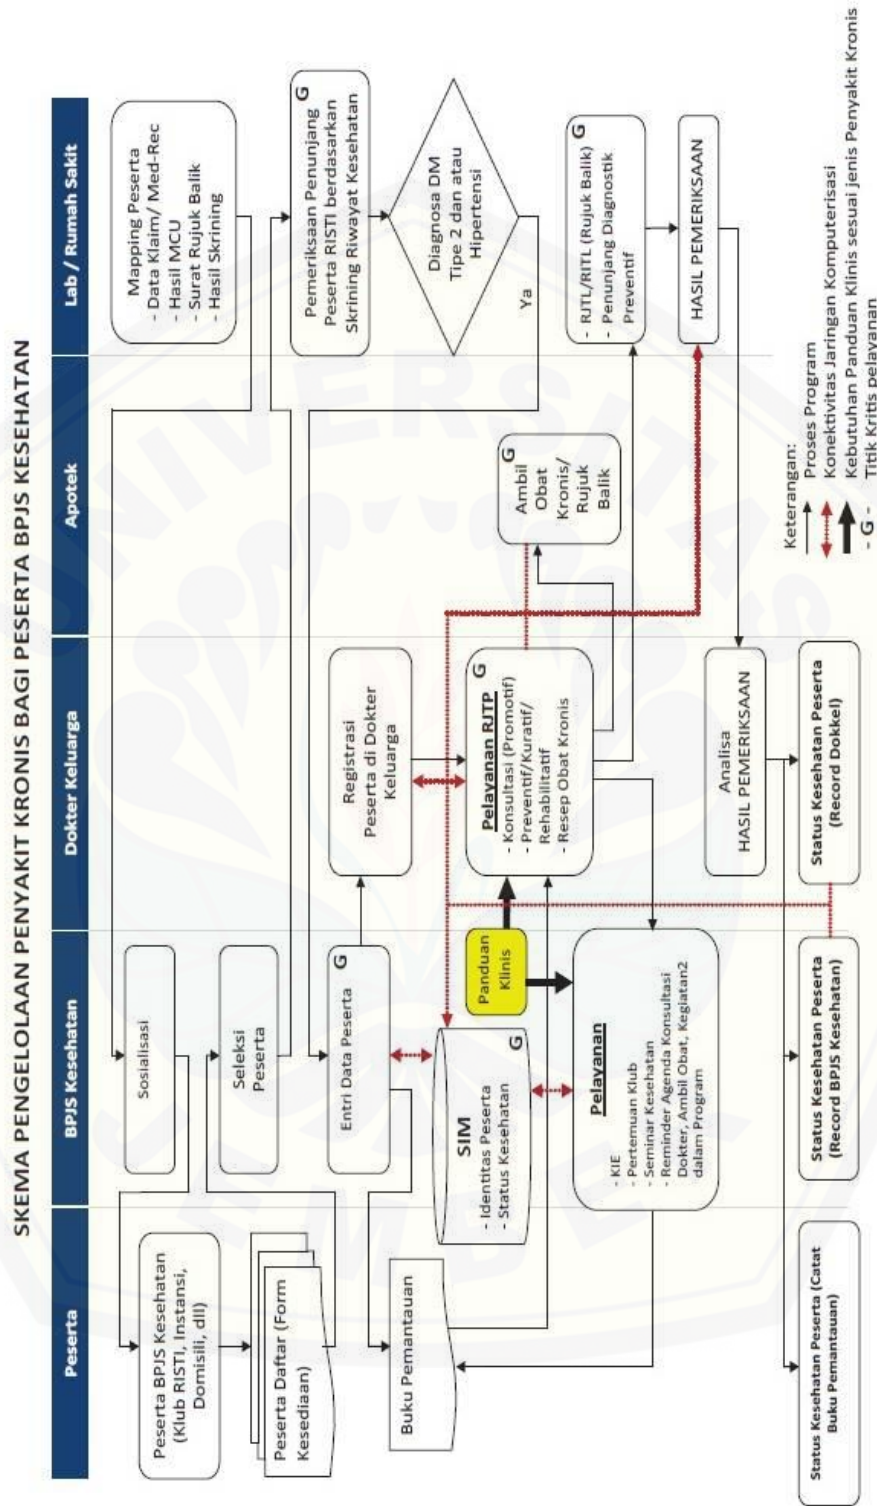 SKEMA PENGELOLAAN PENYAKIT KRONIS BAGI PESERTA BPJS KESEHATAN
Peserta
BPJS Kesehatan
Dokter Keluarga
Apotek
Lab / Rumah Sakit
Mapping Peserta
- Data Klaim/ Med-Rec
- Hasil MCU
- Surat Rujuk Balik
- Hasil Skrining
Sosialisasi
Peserta BPJS Kesehatan
(Klub RISTI, Instansi,
Domisili, dll)
Peserta Daftar (Form
Kesediaan)
Seleksi
Peserta
Pemeriksaan Penunjang
Peserta RISTI berdasarkan
Skrining Riwayat Kesehatan
G
Diagnosa DM
Tipe 2 dan atau
Hipertensi
Ya
Entri Data Peserta
G
Registrasi
Peserta di Dokter
Keluarga
Buku Pemantauan
SIM
- Identitas Peserta
- Status Kesehatan
G
Panduan
Klinis
Pelayanan RJTP
- Konsultasi (Promotif)
- Preventif/Kuratif/
Rehabilitatif
- Resep Obat Kronis
G
Ambil
Obat
Kronis/
Rujuk
Balik
G
Pelayanan
- KIE
- Pertemuan Klub
- Seminar Kesehatan
- Reminder Agenda Konsultasi
Dokter, Ambil Obat, Kegiatan2
dalam Program
- RJTL/RITL (Rujuk Balik)
- Penunjang Diagnostik
Preventif
G
HASIL PEMERIKSAAN
Analisa
HASIL PEMERIKSAAN
Status Kesehatan Peserta (Catat
Buku Pemantauan)
Status Kesehatan Peserta
(Record BPJS Kesehatan)
Status Kesehatan Peserta
(Record Dokkel)
Keterangan:
Proses Program
Konektivitas Jaringan Komputerisasi
Kebutuhan Panduan Klinis sesuai jenis Penyakit Kronis
- G - Titik Kritis pelayanan
UNIVERSITAS
JEMBER